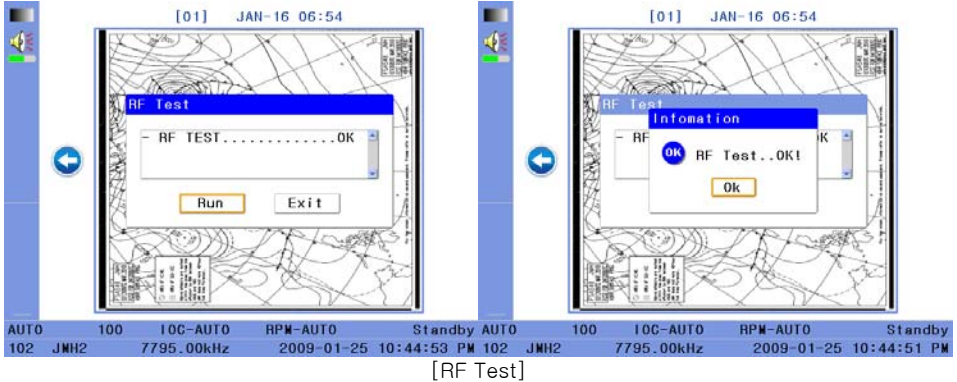 [01] JAN-16 06:54
RF Test
- RF TEST.............OK
Run Exit
AUTO 100 IOC-AUTO RPM-AUTO Standby
102 JMH2 7795.00kHz 2009-01-25 10:44:53 PM
[01] JAN-16 06:54
RF Test
Infomation
- RF
K
OK RF Test..OK!
Ok
AUTO 100 IOC-AUTO RPM-AUTO Standby
102 JMH2 7795.00kHz 2009-01-25 10:44:51 PM
[RF Test]